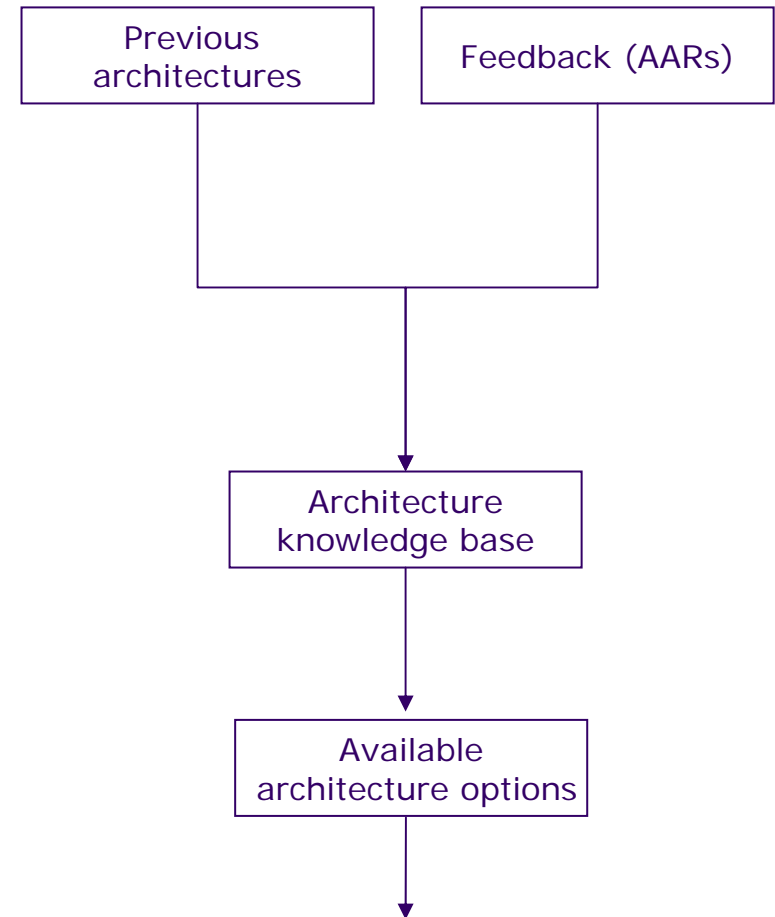 Previous
architectures
Feedback (AARs)
Architecture
knowledge base
Available
architecture options